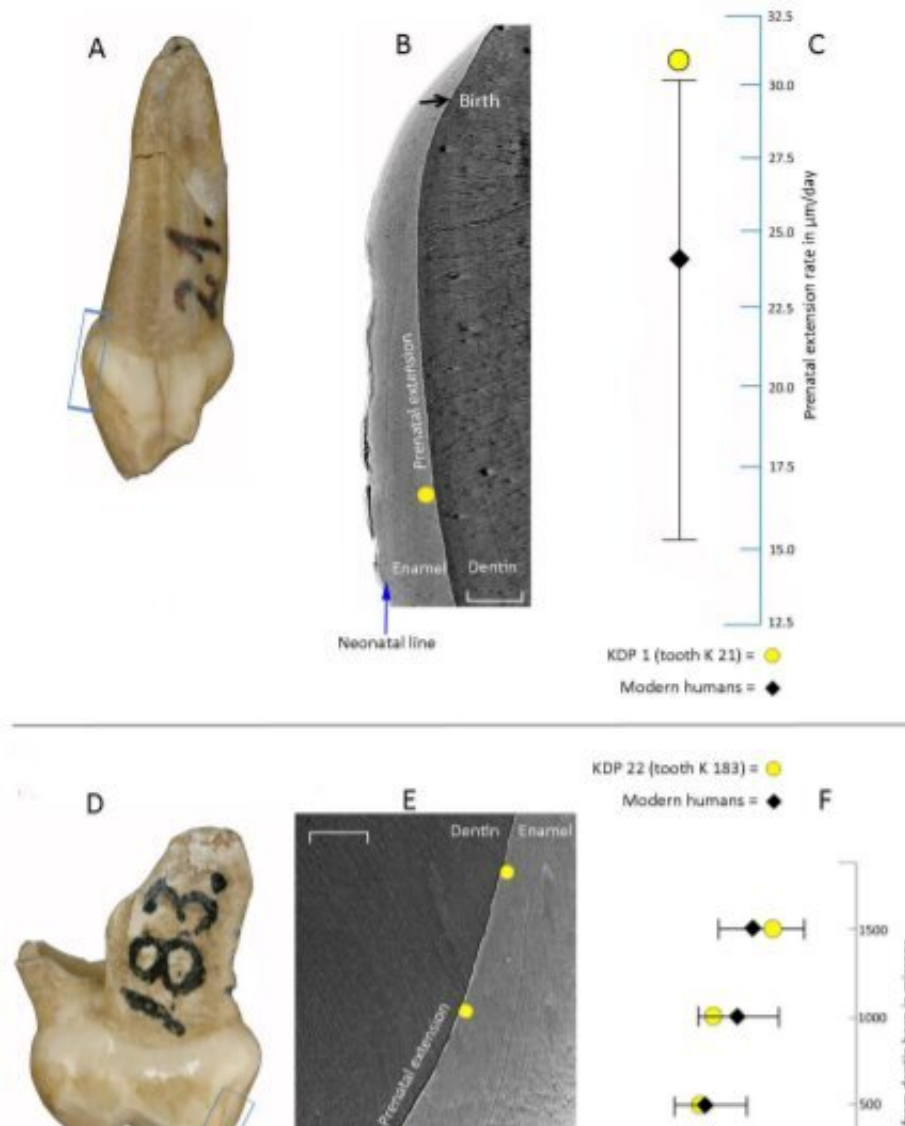 A
B
C
21.
Birth
Prenatal extension
Enamel
Dentin
Neonatal line
32.5
30.0
27.5
25.0
22.5
20.0
17.5
15.0
12.5
Prenatal extension rate in µm/day
KDP 1 (tooth K 21) =
Modern humans =
KDP 22 (tooth K 183) =
Modern humans =
D
E
F
183.
Dentin
Enamel
Prenatal extension
1500
1000
500